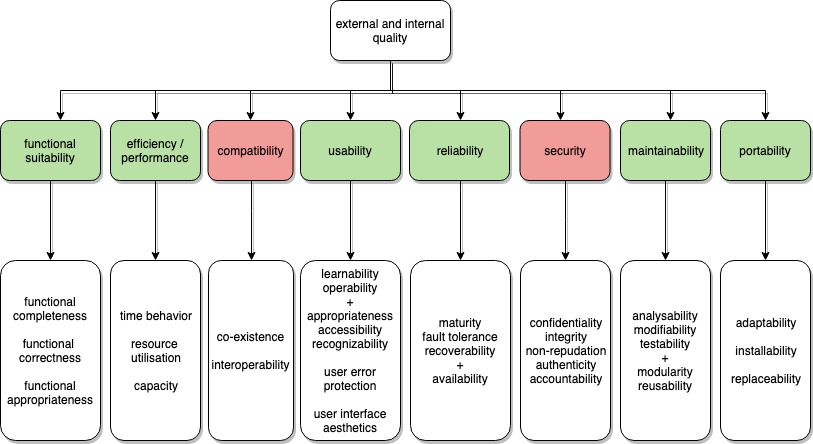 external and internal
quality
functional
suitability
efficiency /
performance
compatibility
usability
reliability
security
maintainability
portability
functional
completeness
functional
correctness
functional
appropriateness
time behavior
resource
utilisation
capacity
co-existence
interoperability
learnability
operability
+
appropriateness
accessibility
recognizability
user error
protection
user interface
aesthetics
maturity
fault tolerance
recoverability
+
availability
confidentiality
integrity
non-repudation
authenticity
accountability
analysability
modifiability
testability
+
modularity
reusability
adaptability
installability
replaceability